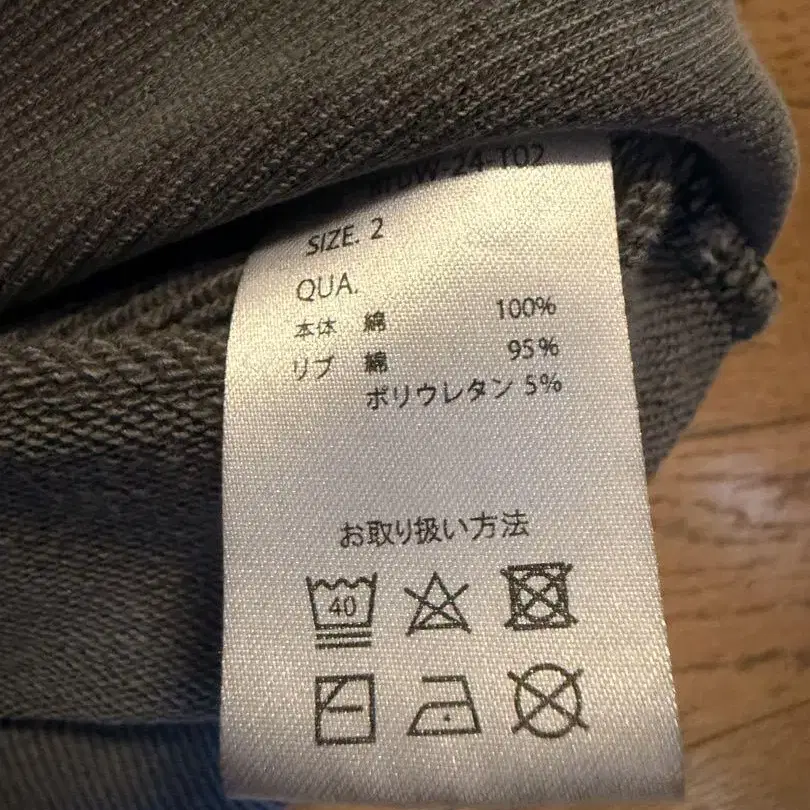 SIZE. 2
QUA.
本体 綿 100%
リブ 綿 95%
ポリウレタン 5%
お取り扱い方法
40